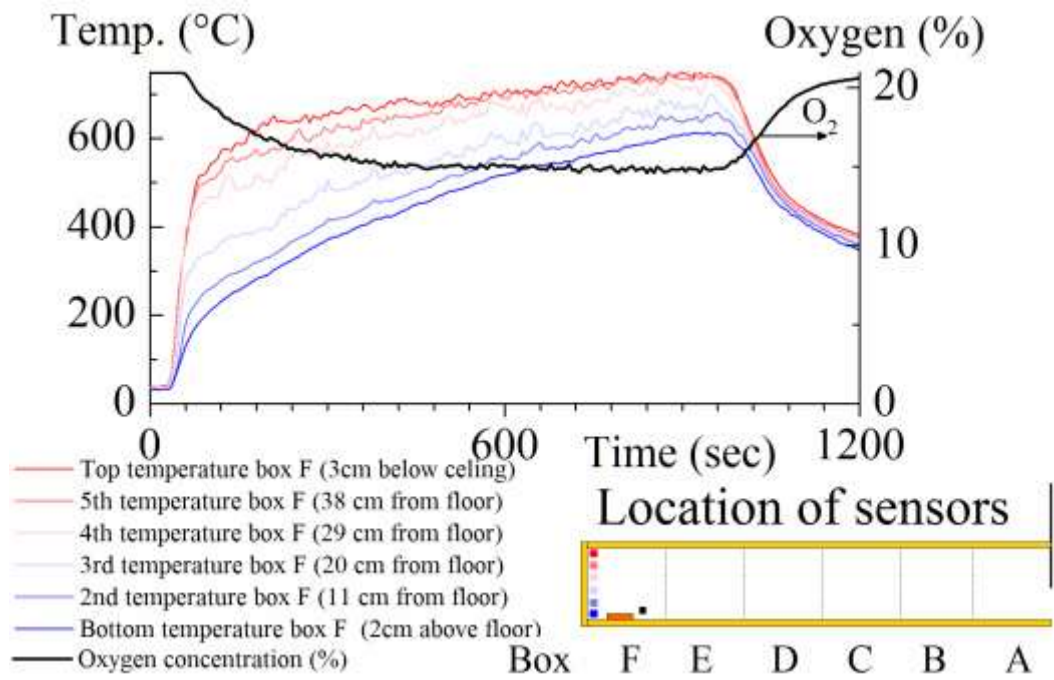 Temp. (°C) Oxygen (%)
600
400
200
0
20
10
0
O2
0 600 Time (sec) 1200
Top temperature box F (3cm below celing)
5th temperature box F (38 cm from floor)
4th temperature box F (29 cm from floor)
3rd temperature box F (20 cm from floor)
2nd temperature box F (11 cm from floor)
Bottom temperature box F (2cm above floor)
Oxygen concentration (%)
Location of sensors
Box F E D C B A